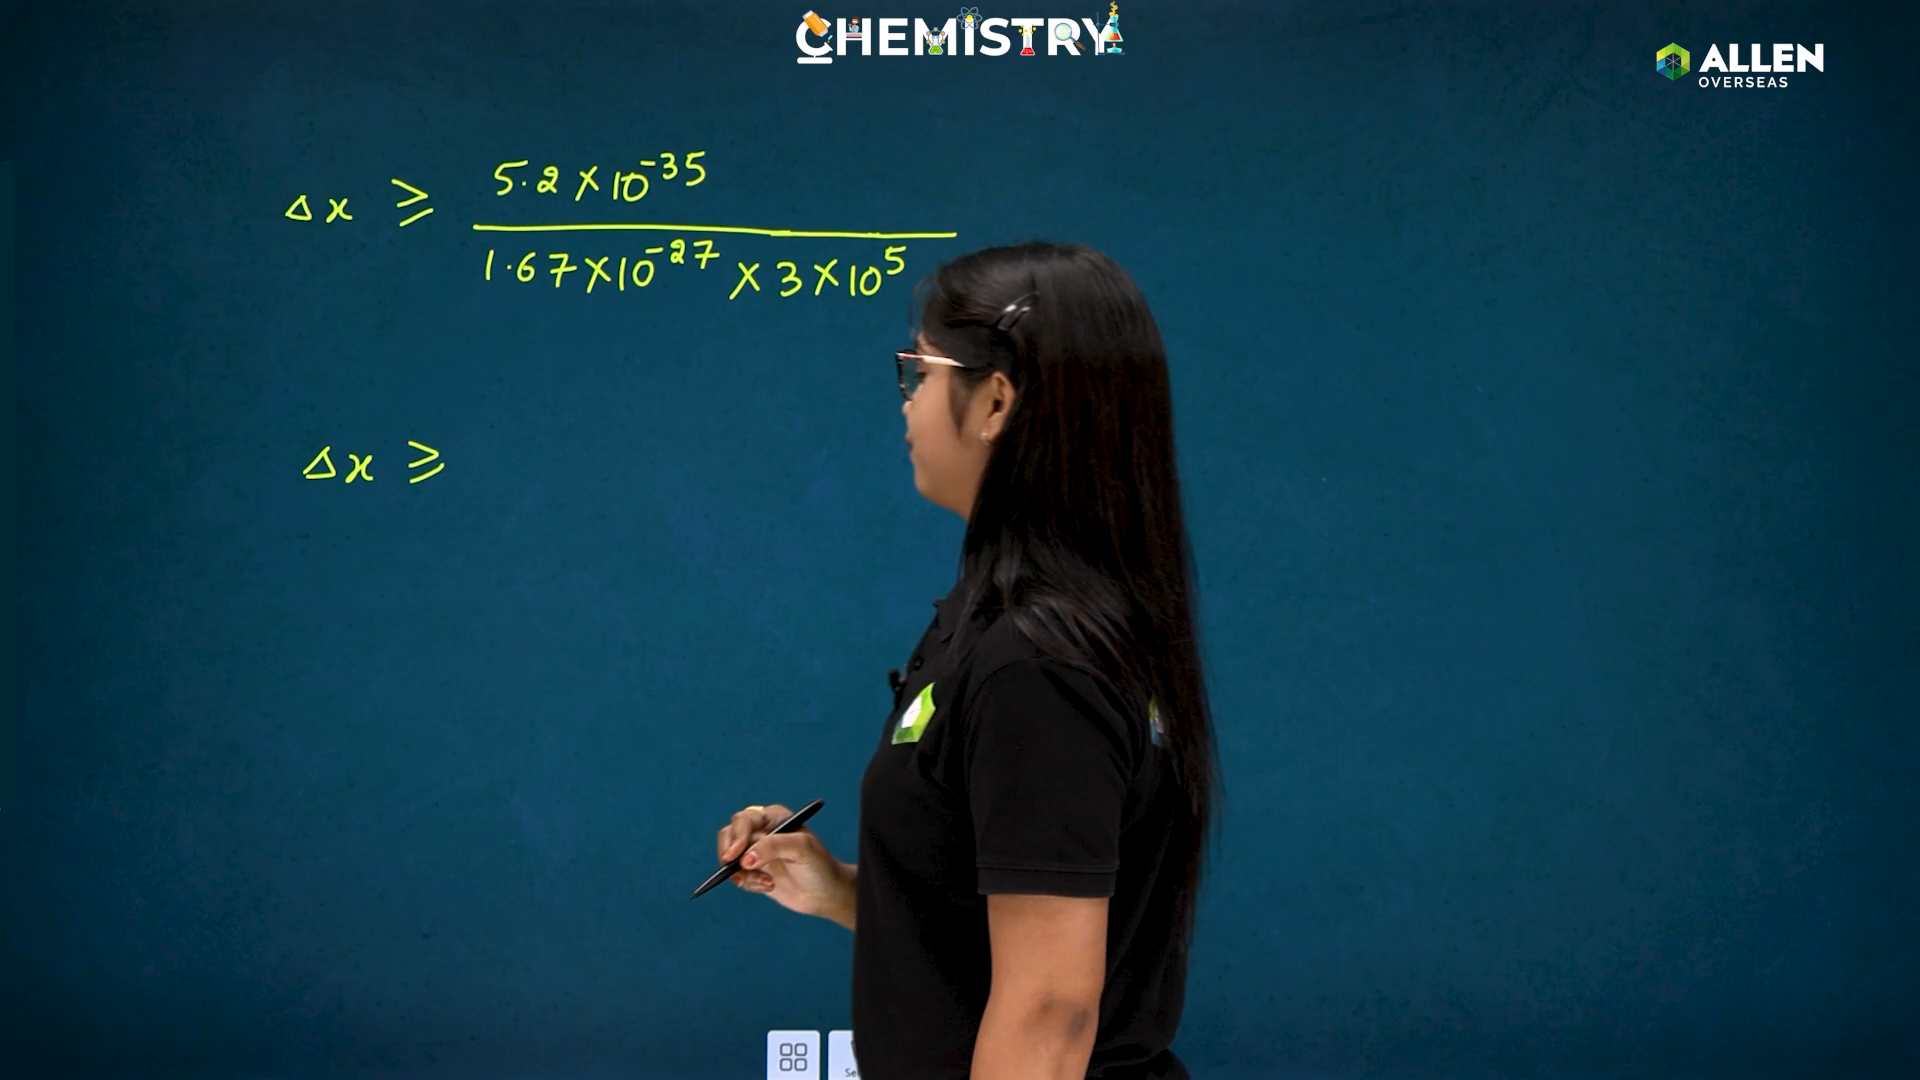 CHEMISTRY
ALLEN
OVERSEAS
Δx ≥ 5.2 × 10⁻³⁵
1.67 × 10⁻²⁷ × 3 × 10⁵
Δx ≥